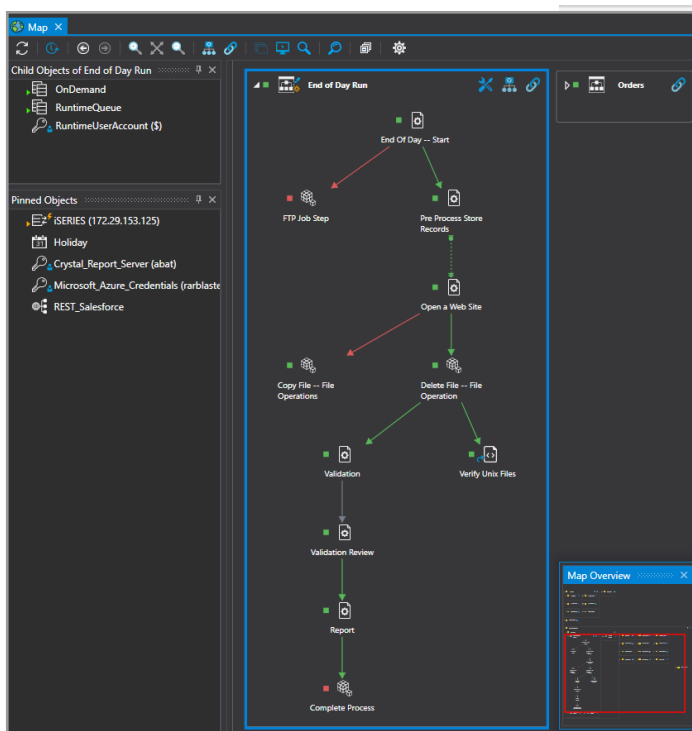 Map
Child Objects of End of Day Run
OnDemand
RuntimeQueue
RuntimeUserAccount ($)
Pinned Objects
iSERIES (172.29.153.125)
31 Holiday
Crystal_Report_Server (abat)
Microsoft_Azure_Credentials (rarblaste
REST_Salesforce
End of Day Run
End Of Day -- Start
FTP Job Step
Pre Process Store
Records
Open a Web Site
Copy File -- File
Operations
Delete File -- File
Operation
Validation
Verify Unix Files
Validation Review
Report
Complete Process
Orders
Map Overview